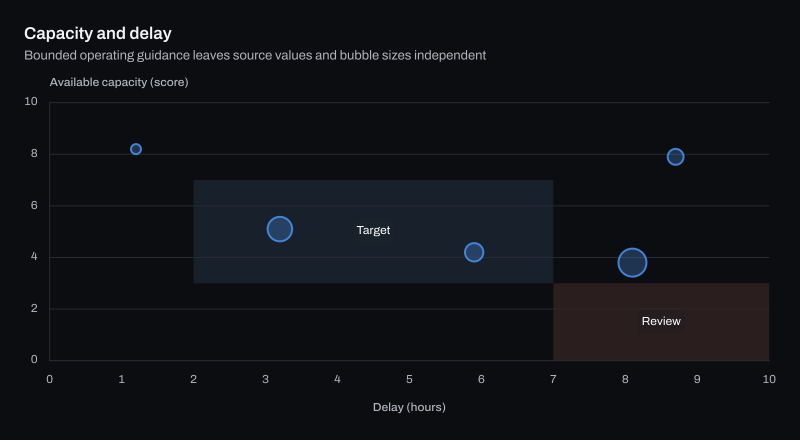 Capacity and delay
Bounded operating guidance leaves source values and bubble sizes independent
Available capacity (score)
10
8
6
4
2
0
Target
Review
0 1 2 3 4 5 6 7 8 9 10
Delay (hours)